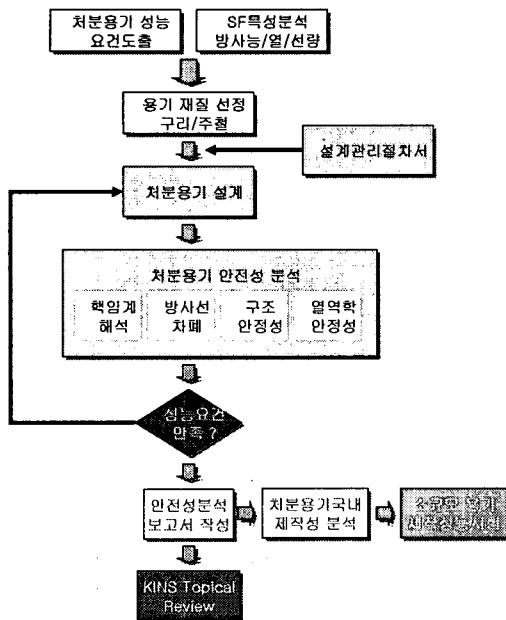 처분용기 성능
요건도출
SF특성분석
방사능/열/선량
용기 재질 선정
구리/주철
설계관리절차서
처분용기 설계
처분용기 안전성 분석
핵임계
해석
방사선
차폐
구조
안정성
열역학
안정성
성능요건
만족 ?
안전성분석
보고서 작성
처분용기국내
제작성 분석
KINS Topical
Review